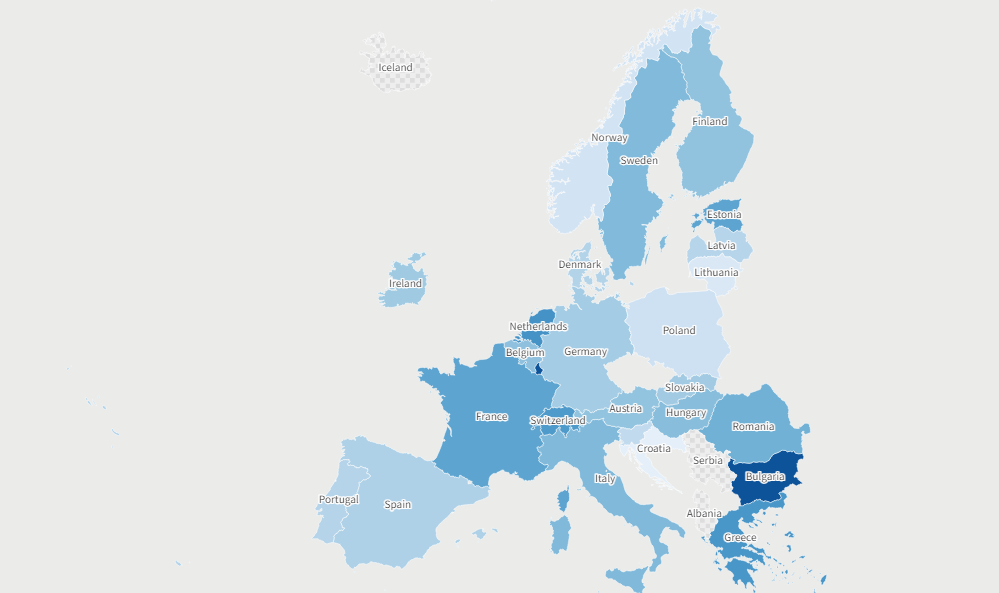 Iceland
Finland
Norway
Sweden
Estonia
Latvia
Denmark
Lithuania
Ireland
Netherlands
Poland
Belgium
Germany
Slovakia
Austria
Hungary
France
Switzerland
Romania
Croatia
Serbia
Italy
Bulgaria
Portugal
Spain
Albania
Greece